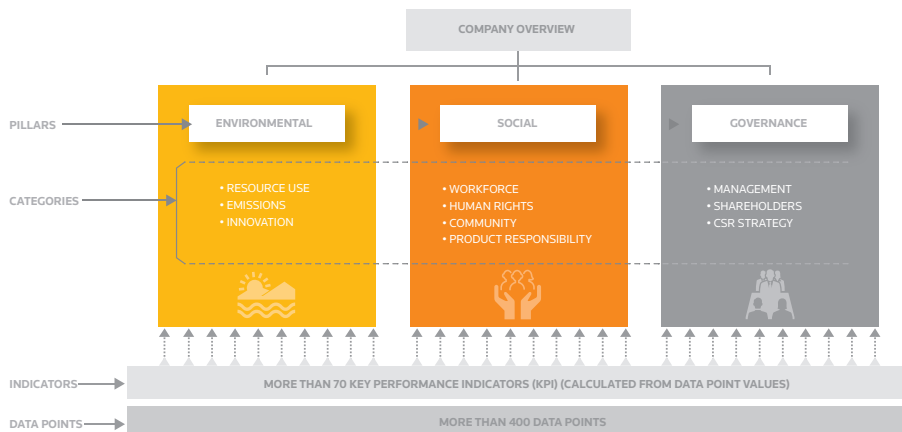 COMPANY OVERVIEW
PILLARS
ENVIRONMENTAL
SOCIAL
GOVERNANCE
CATEGORIES
• RESOURCE USE
• EMISSIONS
• INNOVATION
• WORKFORCE
• HUMAN RIGHTS
• COMMUNITY
• PRODUCT RESPONSIBILITY
• MANAGEMENT
• SHAREHOLDERS
• CSR STRATEGY
INDICATORS
MORE THAN 70 KEY PERFORMANCE INDICATORS (KPI) (CALCULATED FROM DATA POINT VALUES)
DATA POINTS
MORE THAN 400 DATA POINTS